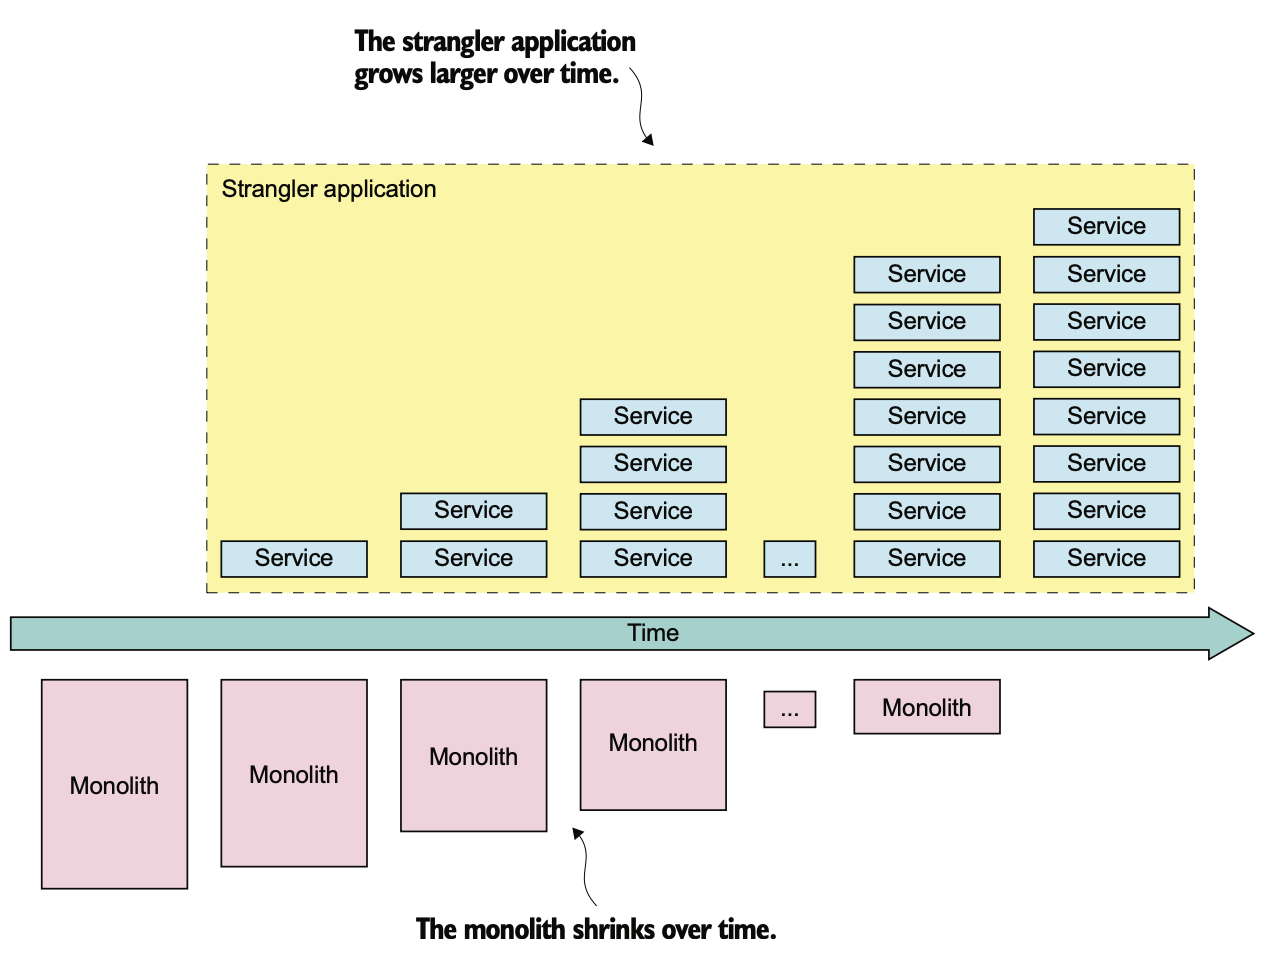 The strangler application
grows larger over time.
Strangler application
Service
Service Service
Service Service
Service Service
Service Service Service
Service Service Service
Service Service Service Service
Service Service Service ... Service Service
Time
Monolith Monolith Monolith Monolith ... Monolith
The monolith shrinks over time.